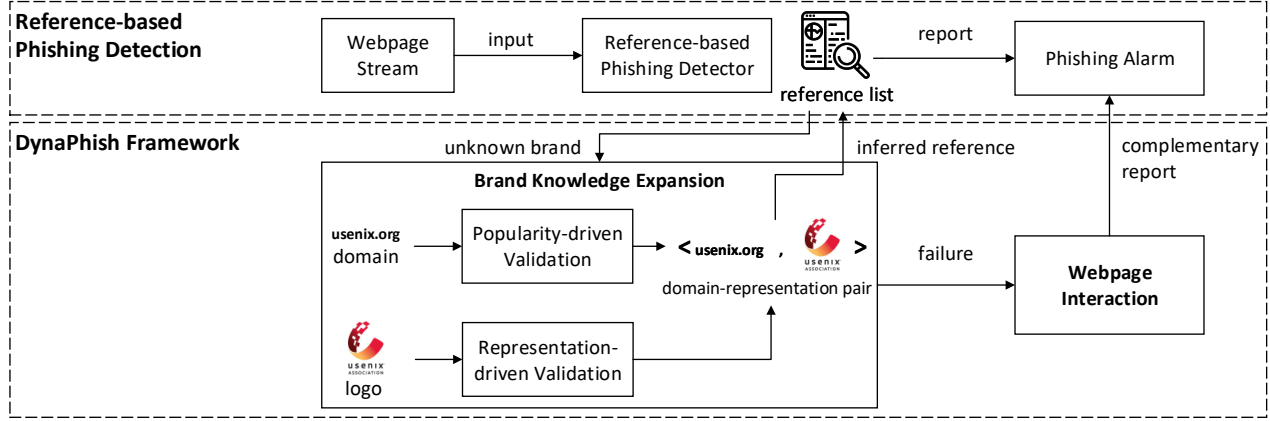 Reference-based
Phishing Detection
Webpage
Stream
input
Reference-based
Phishing Detector
reference list
report
Phishing Alarm
DynaPhish Framework
unknown brand
inferred reference
complementary
report
Brand Knowledge Expansion
usenix.org
domain
Popularity-driven
Validation
< usenix.org , usenix ASSOCIATION >
domain-representation pair
failure
Webpage
Interaction
usenix
ASSOCIATION
logo
Representation-
driven Validation